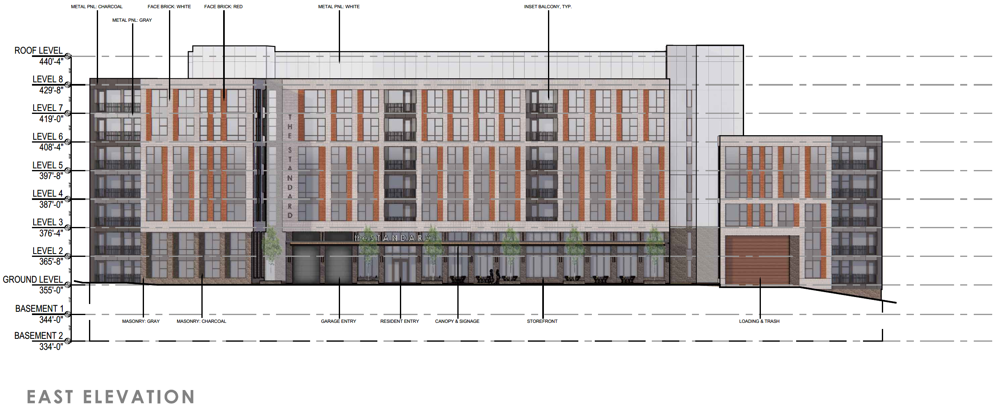 METAL PNL: CHARCOAL
FACE BRICK: WHITE
FACE BRICK: RED
METAL PNL: WHITE
INSET BALCONY, TYP.
METAL PNL: GRAY
ROOF LEVEL
440'-4"
LEVEL 8
429'-8"
LEVEL 7
419'-0"
LEVEL 6
408'-4"
LEVEL 5
397'-8"
LEVEL 4
387'-0"
LEVEL 3
376'-4"
LEVEL 2
365'-8"
GROUND LEVEL
355'-0"
BASEMENT 1
344'-0"
BASEMENT 2
334'-0"
THE STANDARD
the STANDARD
MASONRY: GRAY
MASONRY: CHARCOAL
GARAGE ENTRY
RESIDENT ENTRY
CANOPY & SIGNAGE
STOREFRONT
LOADING & TRASH
EAST ELEVATION